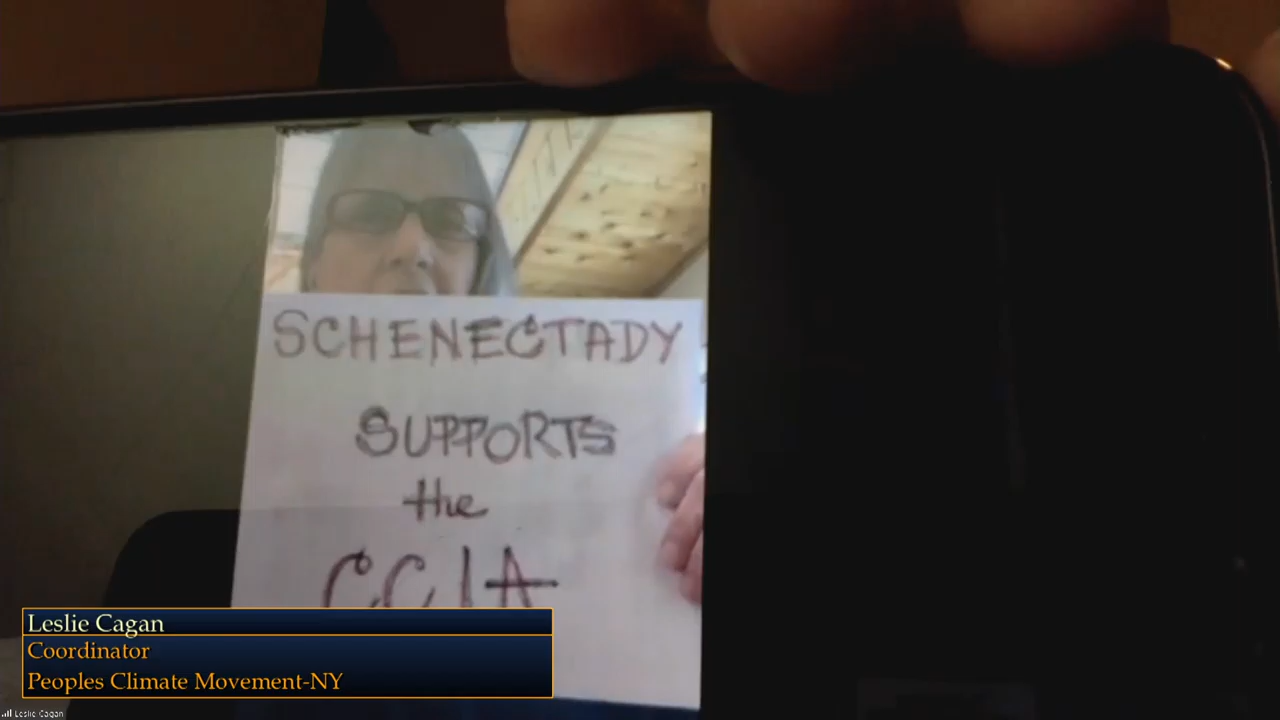 SCHENECTADY
SUPPORTS
the
CCIA
Leslie Cagan
Coordinator
Peoples Climate Movement-NY
Leslie Cagan